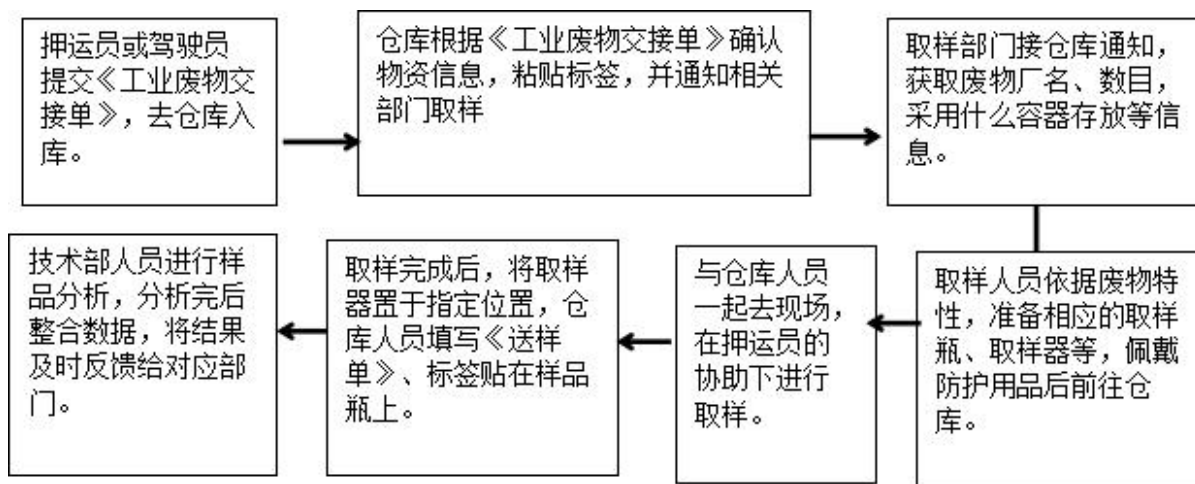 押运员或驾驶员
提交《工业废物交
接单》，去仓库入
库。
仓库根据《工业废物交接单》确认
物资信息，粘贴标签，并通知相关
部门取样
取样部门接仓库通知，
获取废物厂名、数目，
采用什么容器存放等信
息。
取样人员依据废物特
性，准备相应的取样
瓶、取样器等，佩戴
防护用品后前往仓
库。
与仓库人员
一起去现场，
在押运员的
协助下进行
取样。
取样完成后，将取样
器置于指定位置，仓
库人员填写《送样
单》、标签贴在样品
瓶上。
技术部人员进行样
品分析，分析完后
整合数据，将结果
及时反馈给对应部
门。